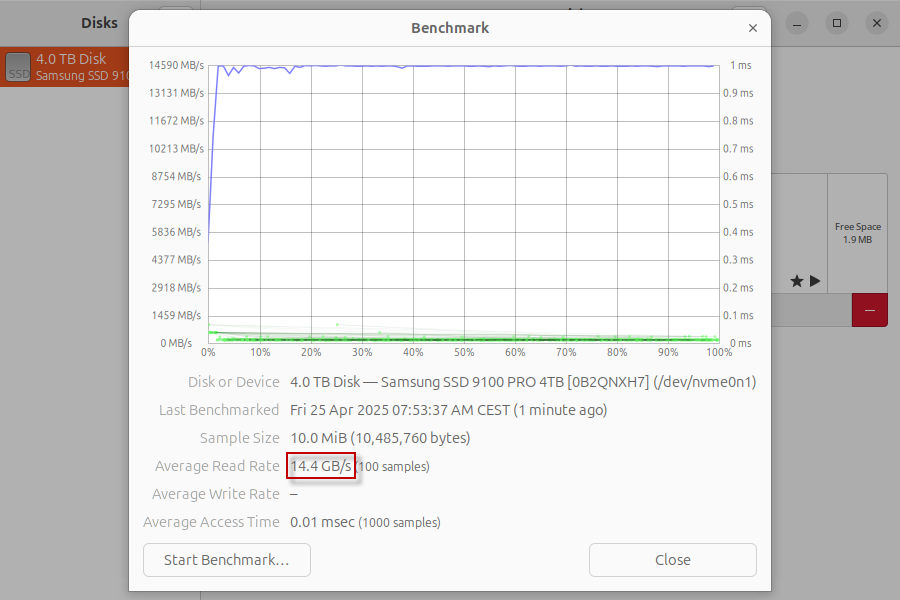 Disks
Benchmark
4.0 TB Disk
Samsung SSD 910
SSD
14590 MB/s
13131 MB/s
11672 MB/s
10213 MB/s
8754 MB/s
7295 MB/s
5836 MB/s
4377 MB/s
2918 MB/s
1459 MB/s
0 MB/s
1 ms
0.9 ms
0.8 ms
0.7 ms
0.6 ms
0.5 ms
0.4 ms
0.3 ms
0.2 ms
0.1 ms
0 ms
0% 10% 20% 30% 40% 50% 60% 70% 80% 90% 100%
Free Space
1.9 MB
Disk or Device 4.0 TB Disk — Samsung SSD 9100 PRO 4TB [0B2QNXH7] (/dev/nvme0n1)
Last Benchmarked Fri 25 Apr 2025 07:53:37 AM CEST (1 minute ago)
Sample Size 10.0 MiB (10,485,760 bytes)
Average Read Rate 14.4 GB/s (100 samples)
Average Write Rate –
Average Access Time 0.01 msec (1000 samples)
Start Benchmark… Close